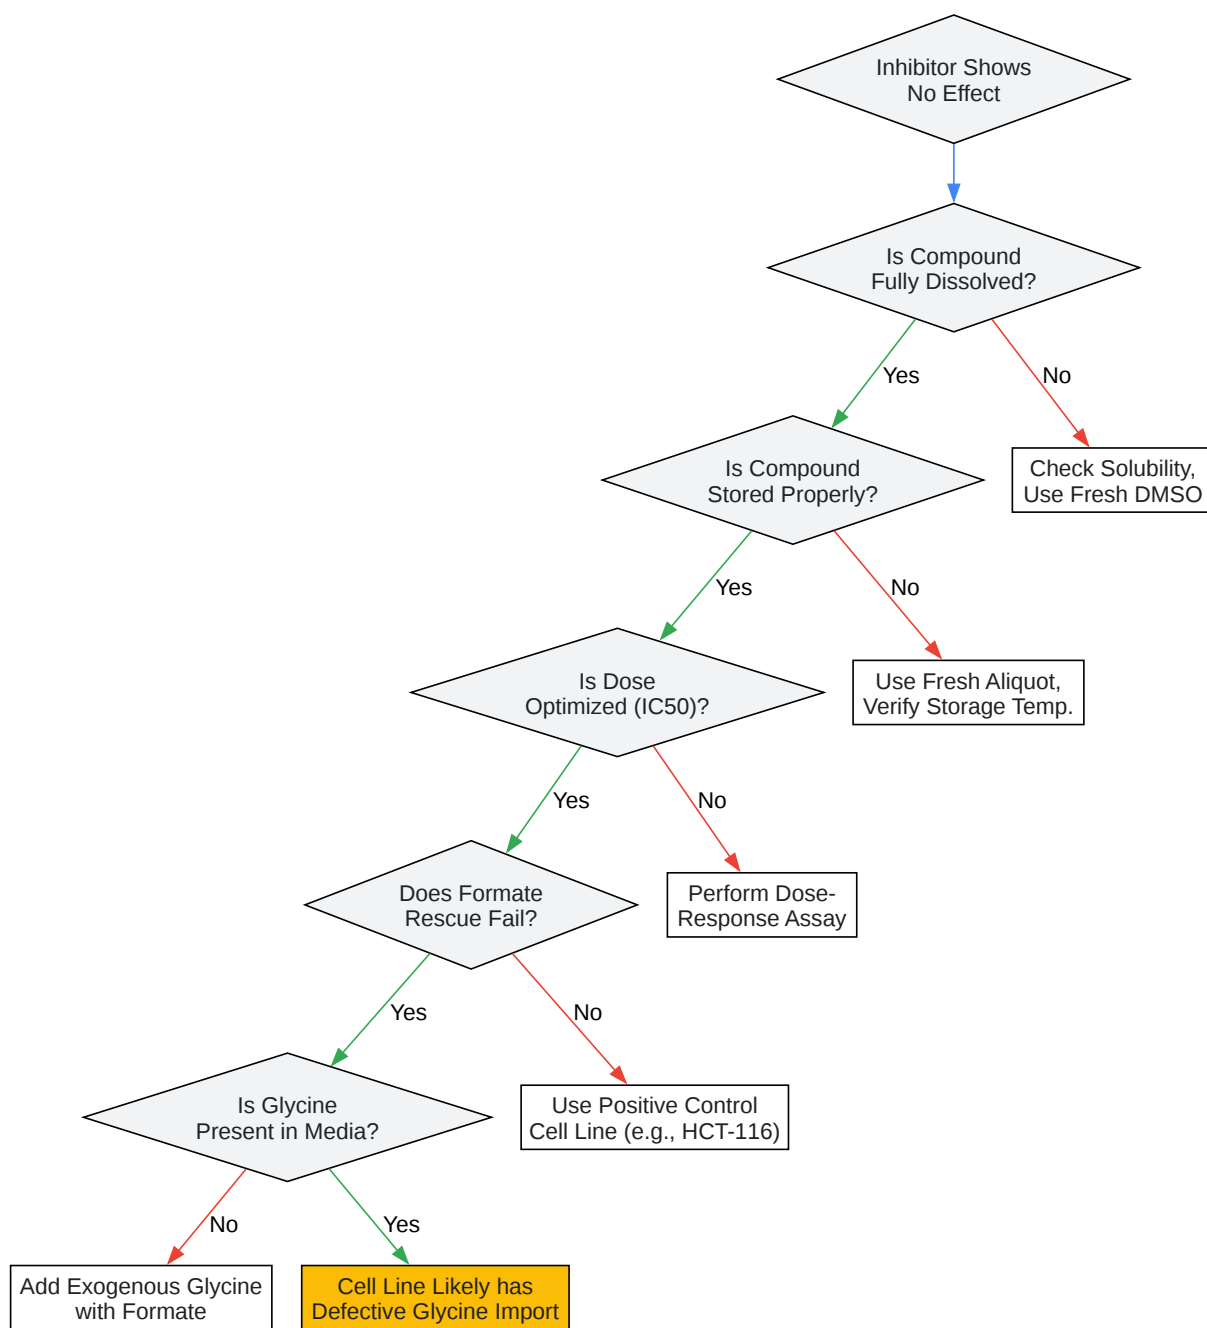 Inhibitor Shows
No Effect
Is Compound
Fully Dissolved?
Yes
No
Is Compound
Stored Properly?
Check Solubility,
Use Fresh DMSO
Yes
No
Is Dose
Optimized (IC50)?
Use Fresh Aliquot,
Verify Storage Temp.
Yes
No
Does Formate
Rescue Fail?
Perform Dose-
Response Assay
Yes
No
Is Glycine
Present in Media?
Use Positive Control
Cell Line (e.g., HCT-116)
No
Yes
Add Exogenous Glycine
with Formate
Cell Line Likely has
Defective Glycine Import